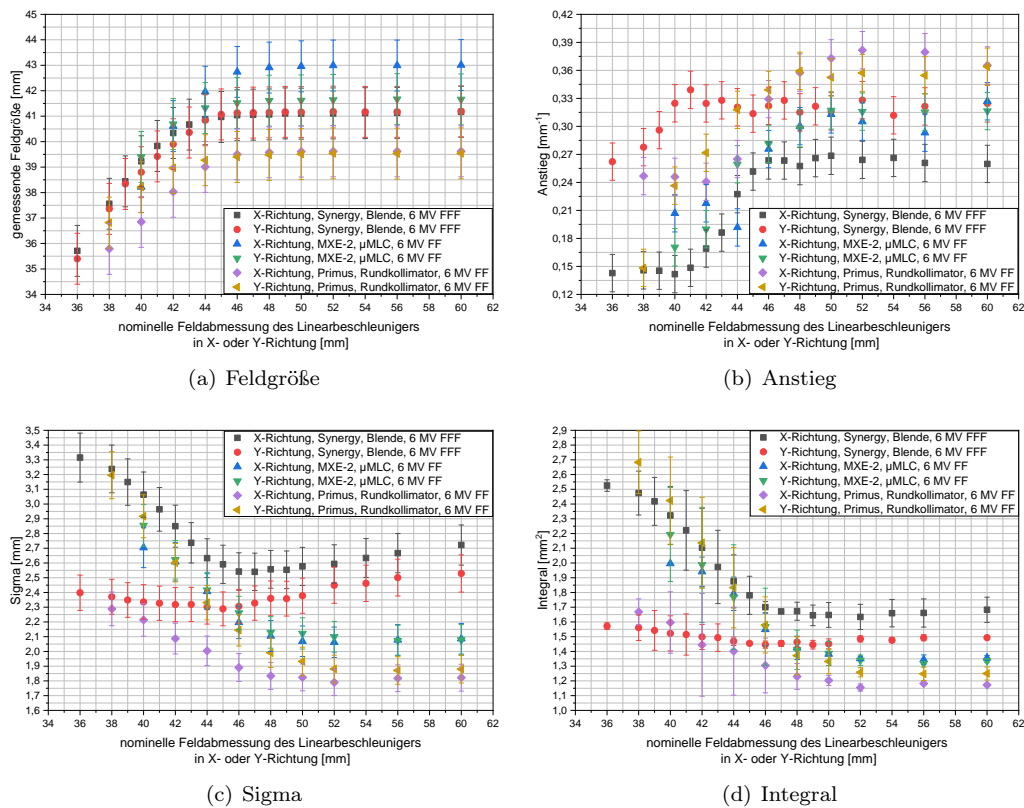 45
44
43
42
41
40
39
38
37
36
35
34
gemessende Feldgröße [mm]
X-Richtung, Synergy, Blende, 6 MV FFF
Y-Richtung, Synergy, Blende, 6 MV FFF
X-Richtung, MXE-2, µMLC, 6 MV FF
Y-Richtung, MXE-2, µMLC, 6 MV FF
X-Richtung, Primus, Rundkollimator, 6 MV FF
Y-Richtung, Primus, Rundkollimator, 6 MV FF
34 36 38 40 42 44 46 48 50 52 54 56 58 60 62
nominelle Feldabmessung des Linearbeschleunigers
in X- oder Y-Richtung [mm]
(a) Feldgröße
0,42
0,39
0,36
0,33
0,30
0,27
0,24
0,21
0,18
0,15
0,12
Anstieg [mm⁻¹]
X-Richtung, Synergy, Blende, 6 MV FFF
Y-Richtung, Synergy, Blende, 6 MV FFF
X-Richtung, MXE-2, µMLC, 6 MV FF
Y-Richtung, MXE-2, µMLC, 6 MV FF
X-Richtung, Primus, Rundkollimator, 6 MV FF
Y-Richtung, Primus, Rundkollimator, 6 MV FF
34 36 38 40 42 44 46 48 50 52 54 56 58 60 62
nominelle Feldabmessung des Linearbeschleunigers
in X- oder Y-Richtung [mm]
(b) Anstieg
3,5
3,4
3,3
3,2
3,1
3,0
2,9
2,8
2,7
2,6
2,5
2,4
2,3
2,2
2,1
2,0
1,9
1,8
1,7
1,6
Sigma [mm]
X-Richtung, Synergy, Blende, 6 MV FFF
Y-Richtung, Synergy, Blende, 6 MV FFF
X-Richtung, MXE-2, µMLC, 6 MV FF
Y-Richtung, MXE-2, µMLC, 6 MV FF
X-Richtung, Primus, Rundkollimator, 6 MV FF
Y-Richtung, Primus, Rundkollimator, 6 MV FF
34 36 38 40 42 44 46 48 50 52 54 56 58 60 62
nominelle Feldabmessung des Linearbeschleunigers
in X- oder Y-Richtung [mm]
(c) Sigma
2,9
2,8
2,7
2,6
2,5
2,4
2,3
2,2
2,1
2,0
1,9
1,8
1,7
1,6
1,5
1,4
1,3
1,2
1,1
1,0
Integral [mm²]
X-Richtung, Synergy, Blende, 6 MV FFF
Y-Richtung, Synergy, Blende, 6 MV FFF
X-Richtung, MXE-2, µMLC, 6 MV FF
Y-Richtung, MXE-2, µMLC, 6 MV FF
X-Richtung, Primus, Rundkollimator, 6 MV FF
Y-Richtung, Primus, Rundkollimator, 6 MV FF
34 36 38 40 42 44 46 48 50 52 54 56 58 60 62
nominelle Feldabmessung des Linearbeschleunigers
in X- oder Y-Richtung [mm]
(d) Integral